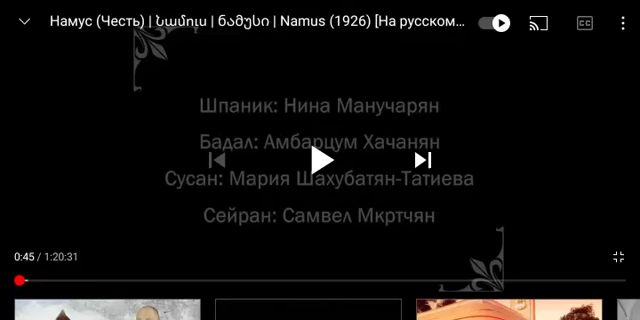 Намус (Честь) | Նամուս | ნამუსი | Namus (1926) [На русском...
CC
Шпаник: Нина Манучарян
Бадал: Амбарцум Хачанян
Сусан: Мария Шахубатян-Татиева
Сейран: Самвел Мкртчян
0:45 / 1:20:31